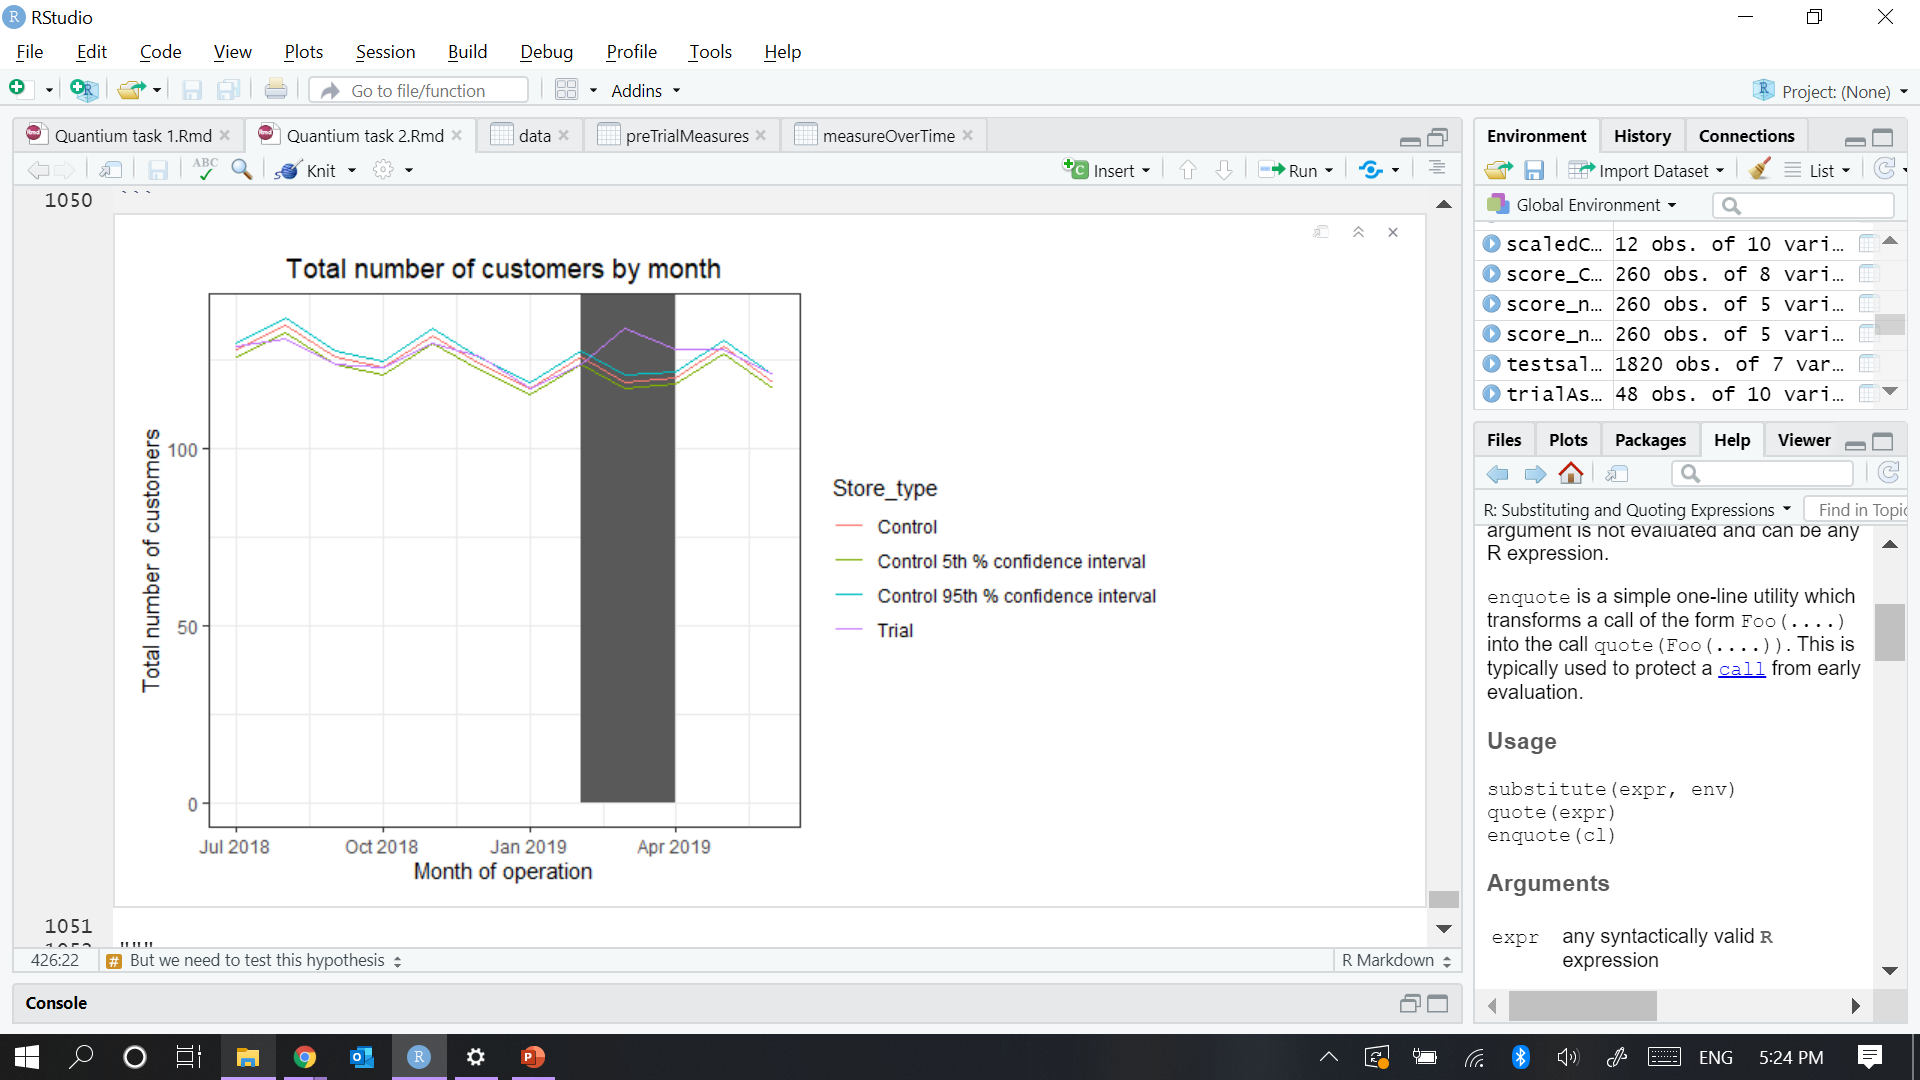 RStudio
File Edit Code View Plots Session Build Debug Profile Tools Help
Go to file/function Addins Project: (None)
Quantium task 1.Rmd Quantium task 2.Rmd data preTrialMeasures measureOverTime
ABC Knit Insert Run
1050 ```
Total number of customers by month
Total number of customers
100
50
0
Jul 2018 Oct 2018 Jan 2019 Apr 2019
Month of operation
Store_type
Control
Control 5th % confidence interval
Control 95th % confidence interval
Trial
1051
426:22 # But we need to test this hypothesis R Markdown
Console
Environment History Connections
Import Dataset List
Global Environment
scaledC... 12 obs. of 10 vari...
score_C... 260 obs. of 8 vari...
score_n... 260 obs. of 5 vari...
score_n... 260 obs. of 5 vari...
testsal... 1820 obs. of 7 var...
trialAs... 48 obs. of 10 vari...
Files Plots Packages Help Viewer
R: Substituting and Quoting Expressions Find in Topic
argument is not evaluated and can be any
R expression.
enquote is a simple one-line utility which
transforms a call of the form Foo(....)
into the call quote(Foo(....)). This is
typically used to protect a call from early
evaluation.
Usage
substitute(expr, env)
quote(expr)
enquote(cl)
Arguments
expr any syntactically valid R
expression
ENG 5:24 PM